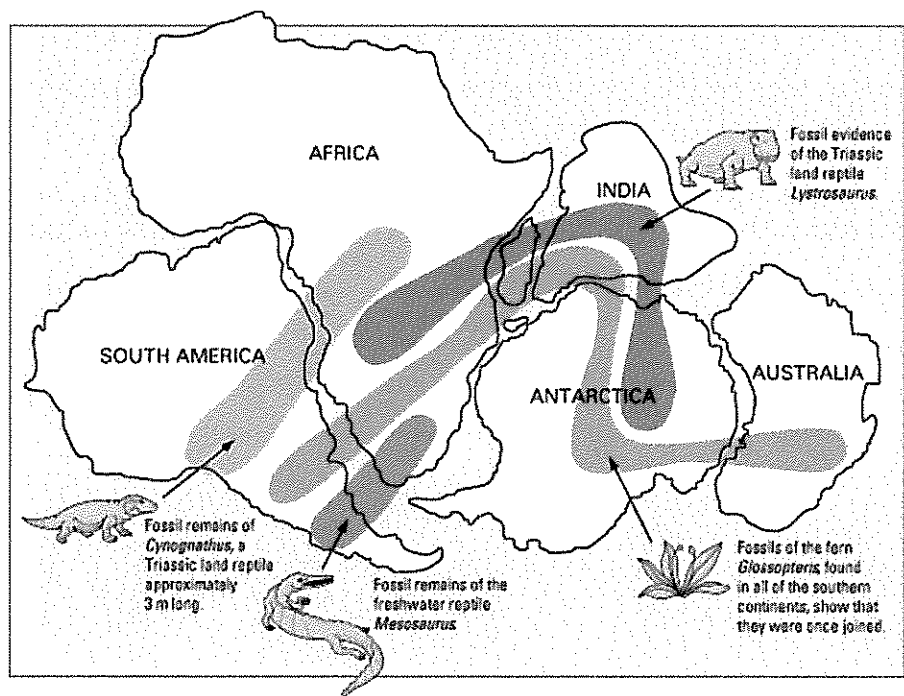 AFRICA
INDIA
Fossil evidence
of the Triassic
land reptile
Lystrosaurus.
SOUTH AMERICA
ANTARCTICA
AUSTRALIA
Fossil remains of
Cynognathus, a
Triassic land reptile
approximately
3 m long.
Fossil remains of the
freshwater reptile
Mesosaurus.
Fossils of the fern
Glossopteris, found
in all of the southern
continents, show that
they were once joined.